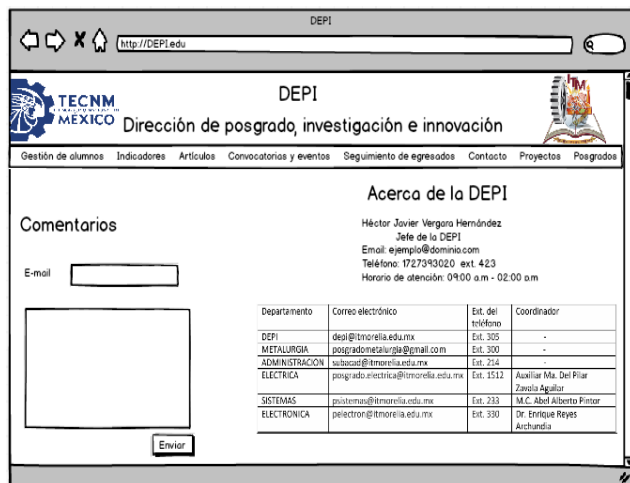 DEPI
http://DEPI.edu
TECNM
MÉXICO
DEPI
Dirección de posgrado, investigación e innovación
Gestión de alumnos Indicadores Artículos Convocatorias y eventos Seguimiento de egresados Contacto Proyectos Posgrados
Acerca de la DEPI
Comentarios
Héctor Javier Vergara Hernández
Jefe de la DEPI
Email: ejemplo@dominio.com
Teléfono: 1727393020 ext. 423
Horario de atención: 09:00 a.m - 02:00 p.m
E-mail
Departamento Correo electrónico Ext. del teléfono Coordinador
DEPI depi@itmorelia.edu.mx Ext. 305 -
METALURGIA posgradometalurgia@gmail.com Ext. 300 -
ADMINISTRACION subacad@itmorelia.edu.mx Ext. 214 -
ELECTRICA posgrado.electrica@itmorelia.edu.mx Ext. 1512 Auxiliar Ma. Del Pilar
Zavala Aguilar
SISTEMAS psistemas@itmorelia.edu.mx Ext. 233 M.C. Abel Alberto Pintor
ELECTRONICA pelectron@itmorelia.edu.mx Ext. 330 Dr. Enrique Reyes
Archundia
Enviar